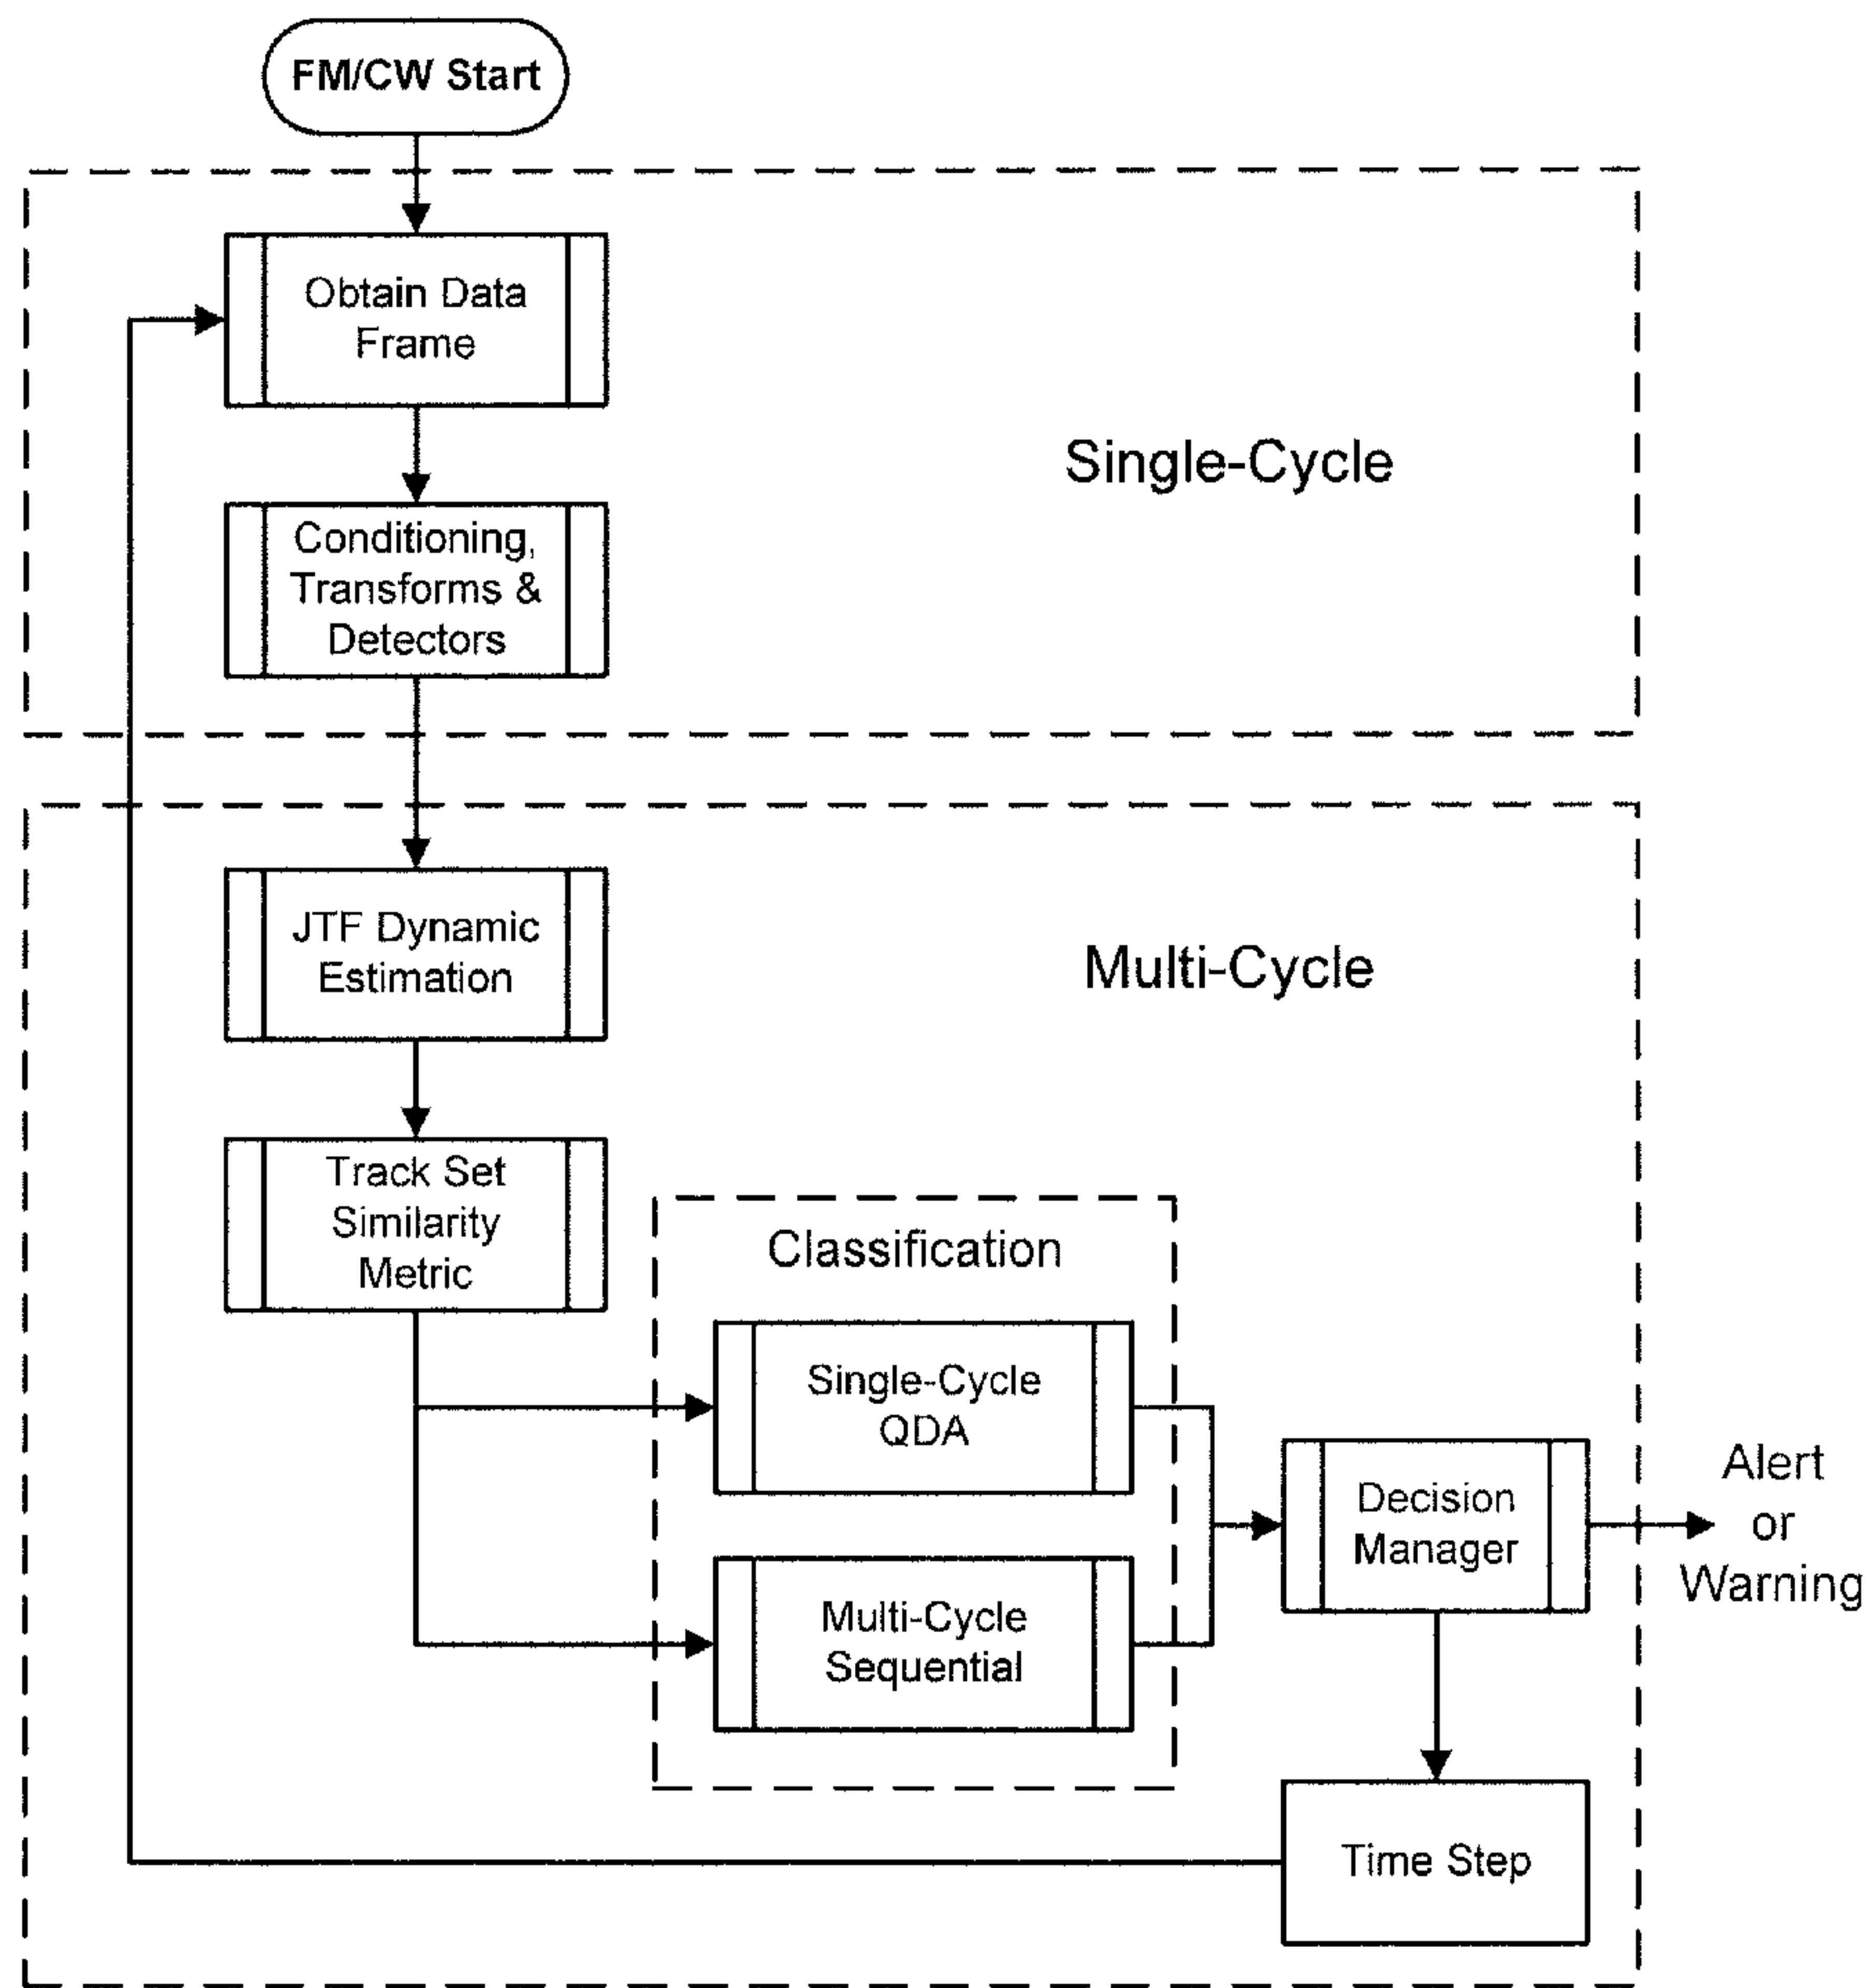 FM/CW Start
Obtain Data
Frame
Single-Cycle
Conditioning,
Transforms &
Detectors
JTF Dynamic
Estimation
Multi-Cycle
Track Set
Similarity
Metric
Classification
Single-Cycle
QDA
Multi-Cycle
Sequential
Decision
Manager
Alert
or
Warning
Time Step